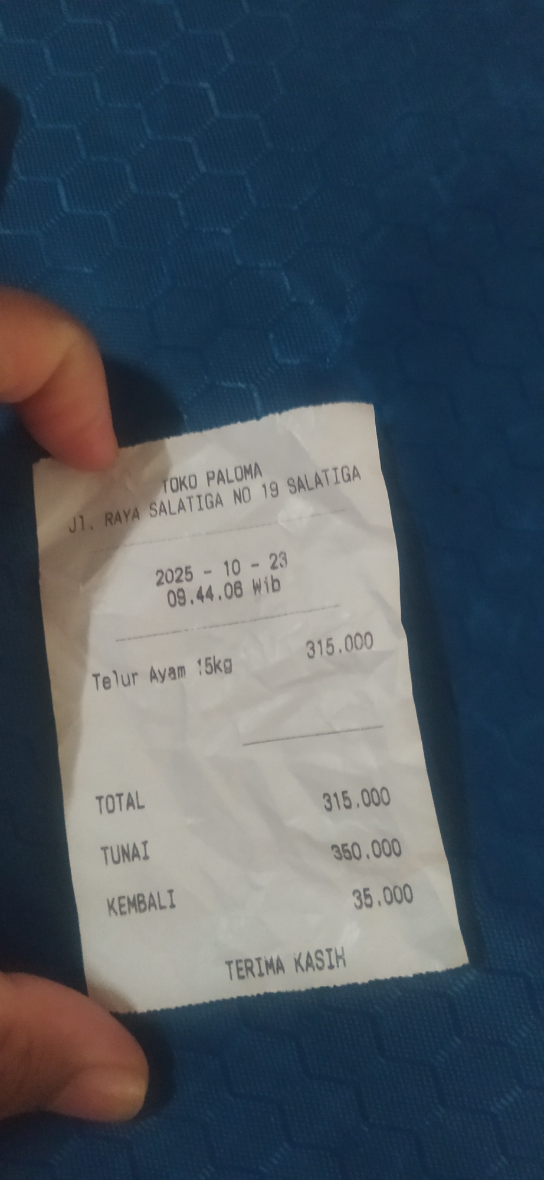 TOKO PALOMA
Jl. RAYA SALATIGA NO 19 SALATIGA
2025 - 10 - 23
09.44.06 Wib
Telur Ayam 15kg 315.000
TOTAL 315.000
TUNAI 350.000
KEMBALI 35.000
TERIMA KASIH